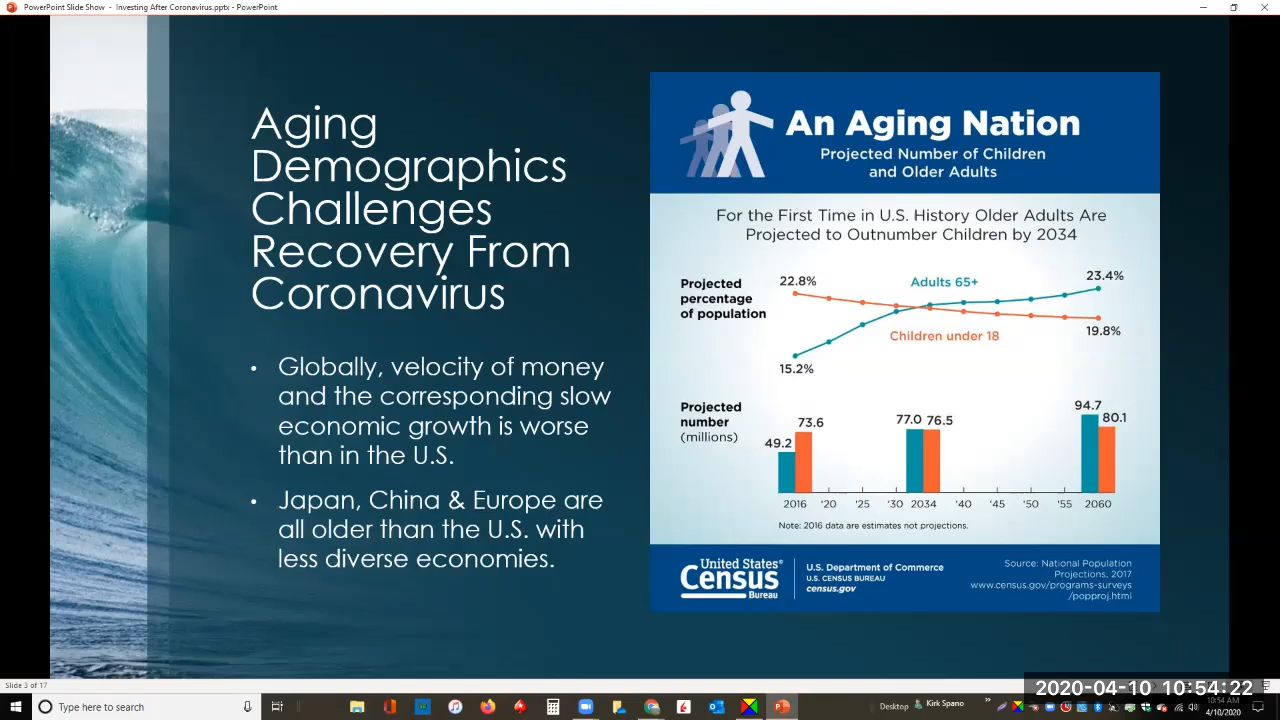 PowerPoint Slide Show - Investing After Coronavirus.pptx - PowerPoint
Aging
Demographics
Challenges
Recovery From
Coronavirus
• Globally, velocity of money
and the corresponding slow
economic growth is worse
than in the U.S.
• Japan, China & Europe are
all older than the U.S. with
less diverse economies.
An Aging Nation
Projected Number of Children
and Older Adults
For the First Time in U.S. History Older Adults Are
Projected to Outnumber Children by 2034
Projected
percentage
of population
22.8%
Adults 65+
23.4%
15.2%
Children under 18
19.8%
Projected
number
(millions)
49.2
73.6
77.0
76.5
94.7
80.1
2016 '20 '25 '30 2034 '40 '45 '50 '55 2060
Note: 2016 data are estimates not projections.
United States®
Census
Bureau
U.S. Department of Commerce
U.S. CENSUS BUREAU
census.gov
Source: National Population
Projections, 2017
www.census.gov/programs-surveys
/popproj.html
Slide 3 of 17
Type here to search
Desktop
Kirk Spano
2020-04-10 10:54:22
10:54 AM
4/10/2020